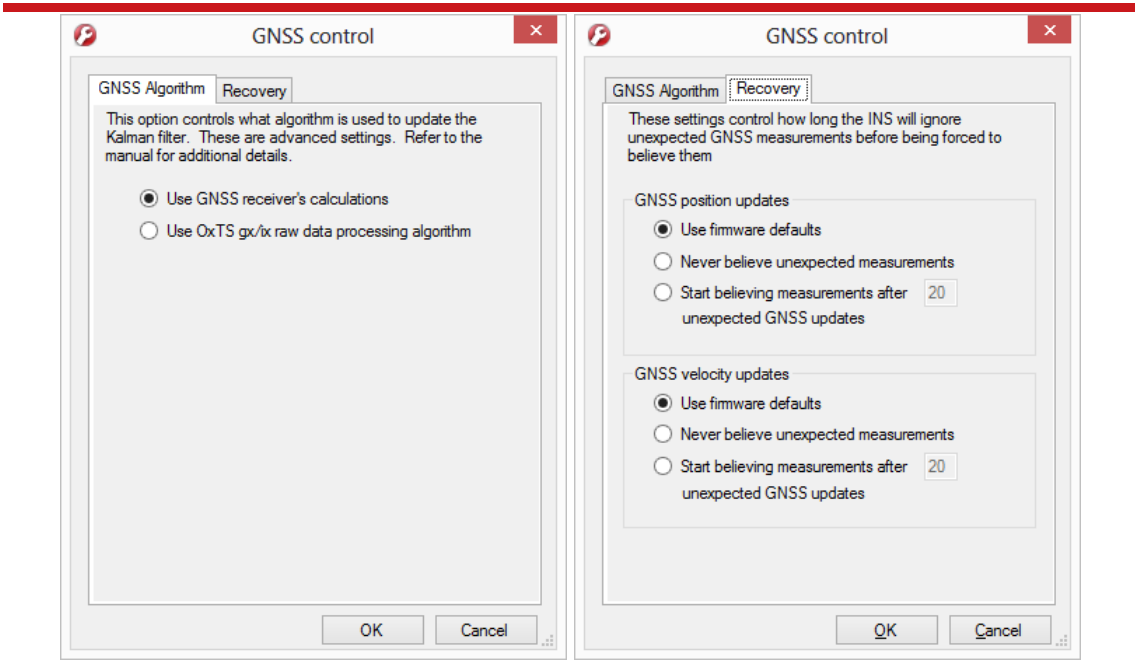 GNSS control
GNSS Algorithm
Recovery
This option controls what algorithm is used to update the
Kalman filter. These are advanced settings. Refer to the
manual for additional details.
Use GNSS receiver's calculations
Use OxTS gx/ix raw data processing algorithm
OK
Cancel
GNSS control
GNSS Algorithm
Recovery
These settings control how long the INS will ignore
unexpected GNSS measurements before being forced to
believe them
GNSS position updates
Use firmware defaults
Never believe unexpected measurements
Start believing measurements after 20
unexpected GNSS updates
GNSS velocity updates
Use firmware defaults
Never believe unexpected measurements
Start believing measurements after 20
unexpected GNSS updates
OK
Cancel